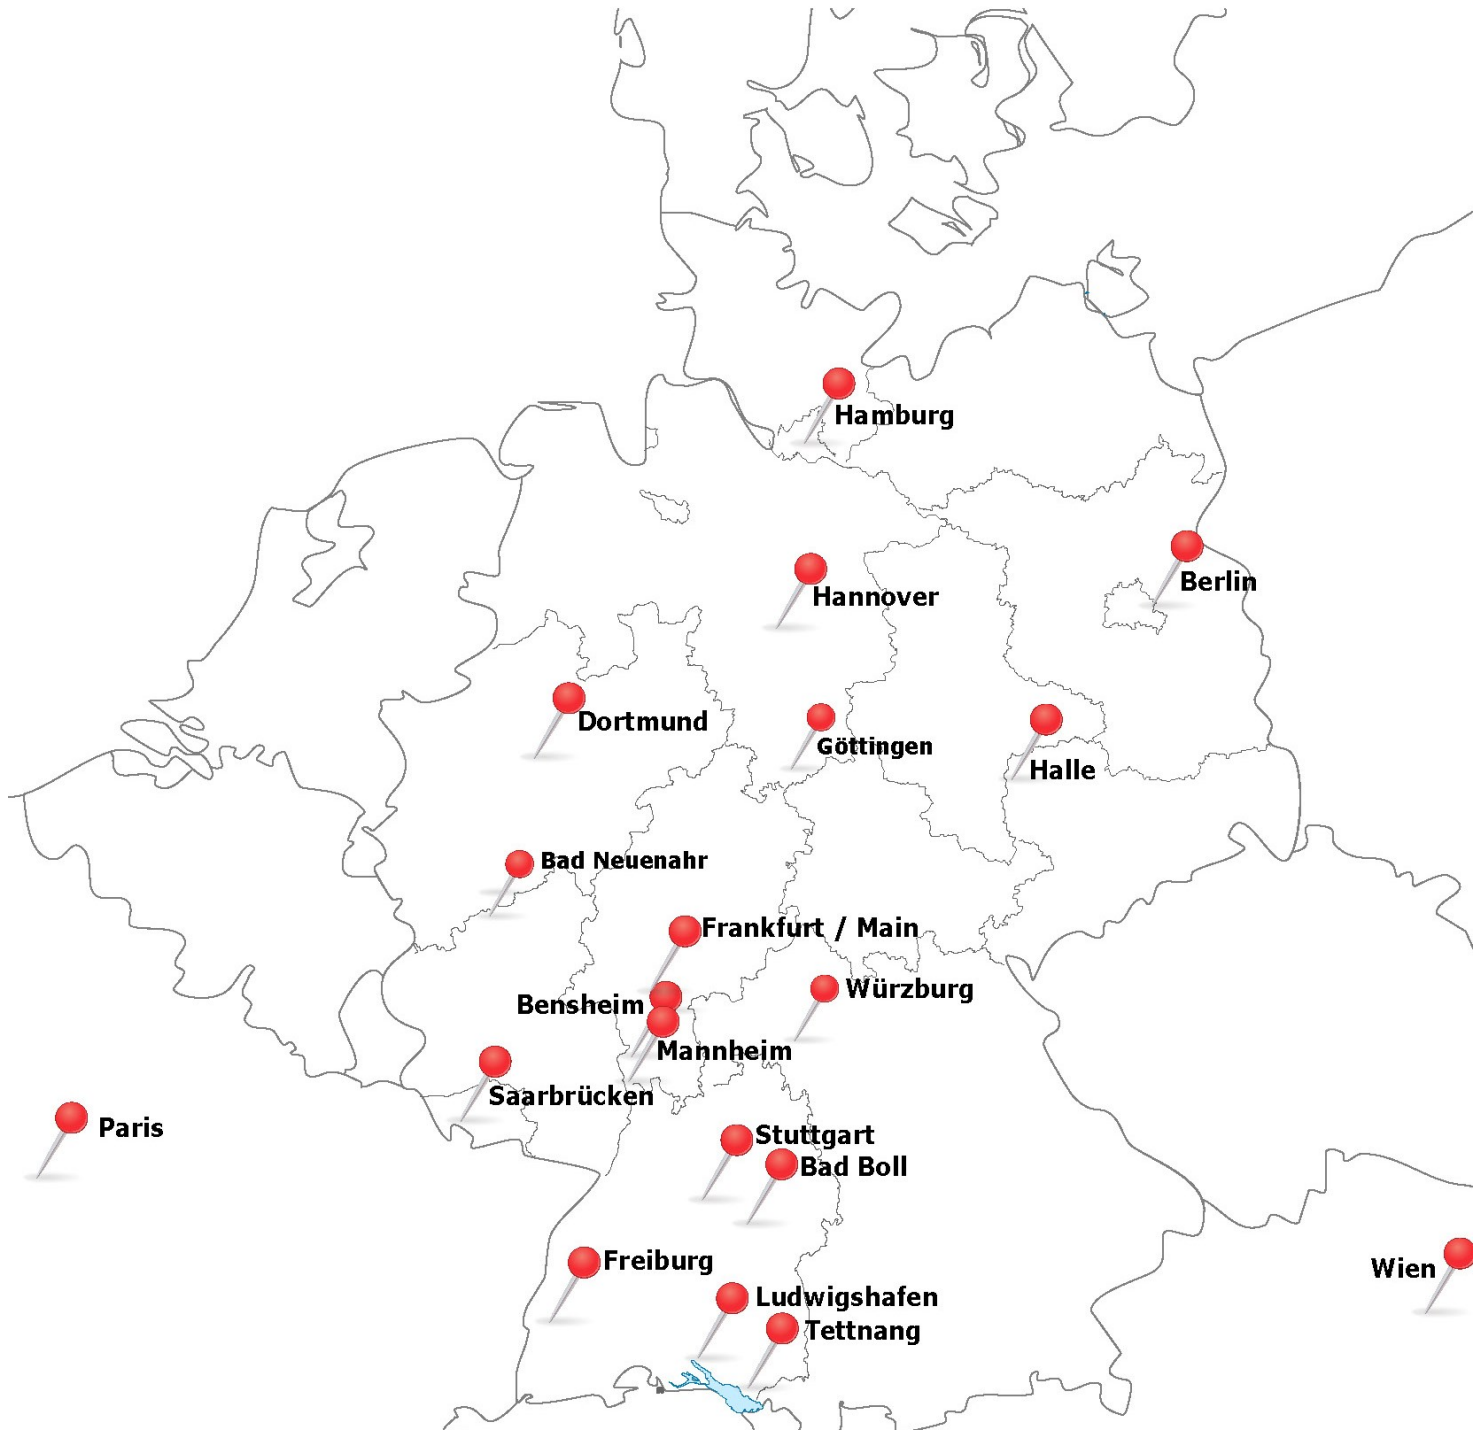 Hamburg
Berlin
Hannover
Dortmund
Göttingen
Halle
Bad Neuenahr
Frankfurt / Main
Würzburg
Bensheim
Mannheim
Saarbrücken
Paris
Stuttgart
Bad Boll
Freiburg
Wien
Ludwigshafen
Tettnang